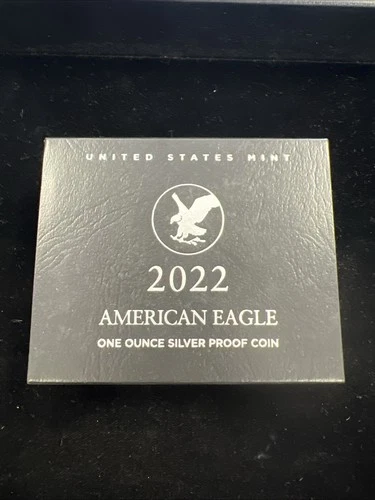 UNITED STATES MINT
2022
AMERICAN EAGLE
ONE OUNCE SILVER PROOF COIN